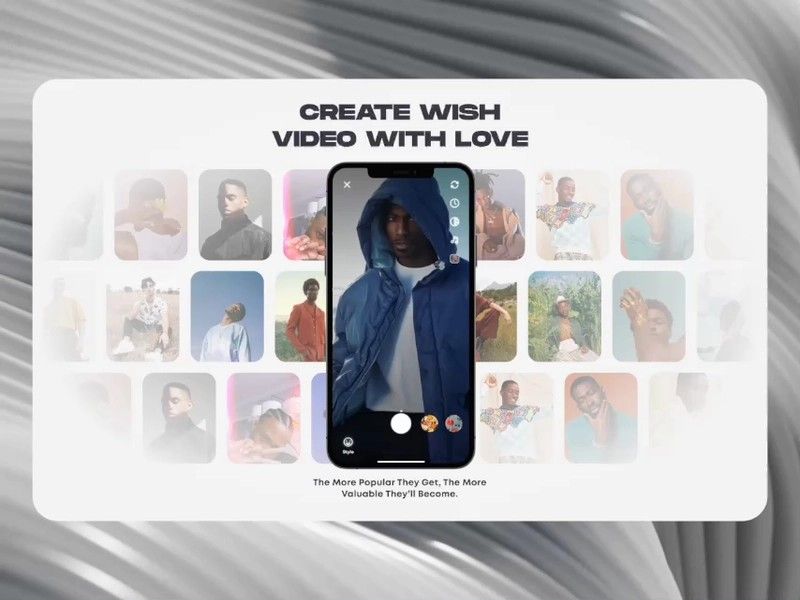 CREATE WISH
VIDEO WITH LOVE
Style
The More Popular They Get, The More
Valuable They'll Become.